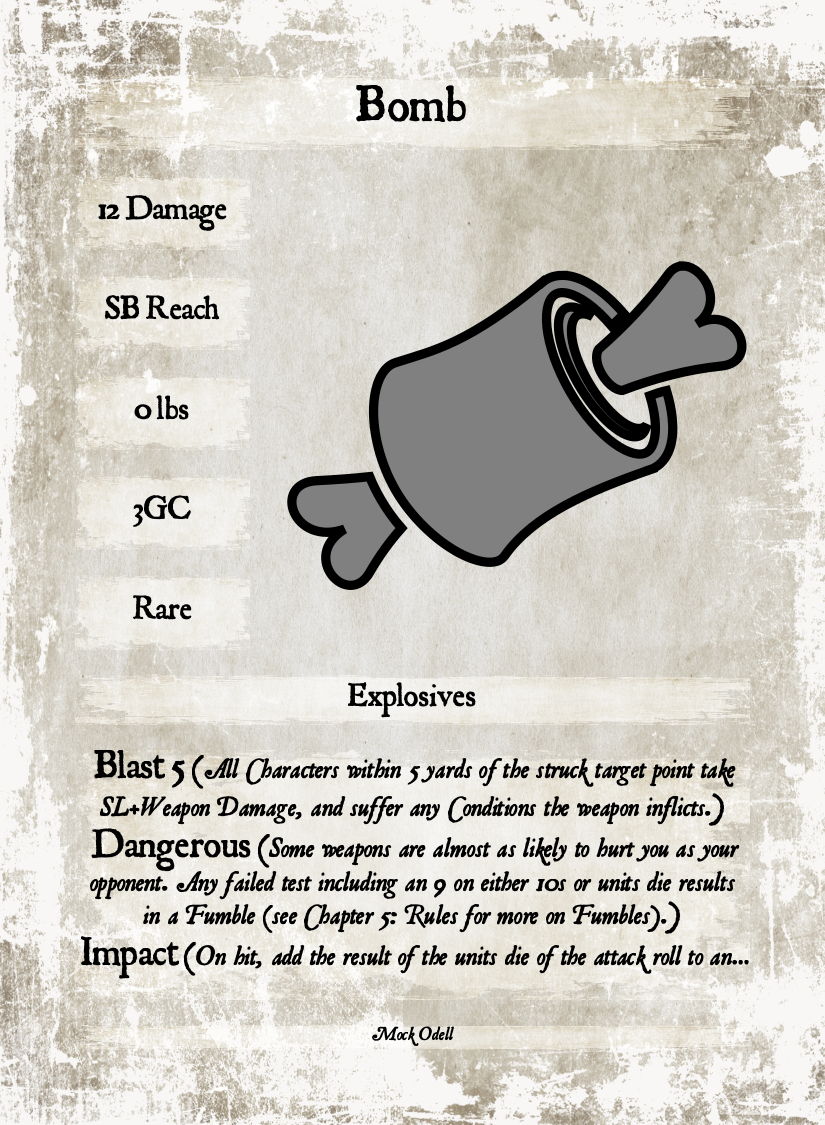 Bomb
12 Damage
SB Reach
0 lbs
3GC
Rare
Explosives
Blast 5 (All Characters within 5 yards of the struck target point take
SL+Weapon Damage, and suffer any Conditions the weapon inflicts.)
Dangerous (Some weapons are almost as likely to hurt you as your
opponent. Any failed test including an 9 on either 10s or units die results
in a Fumble (see Chapter 5: Rules for more on Fumbles).)
Impact (On hit, add the result of the units die of the attack roll to an...
Mock Odell